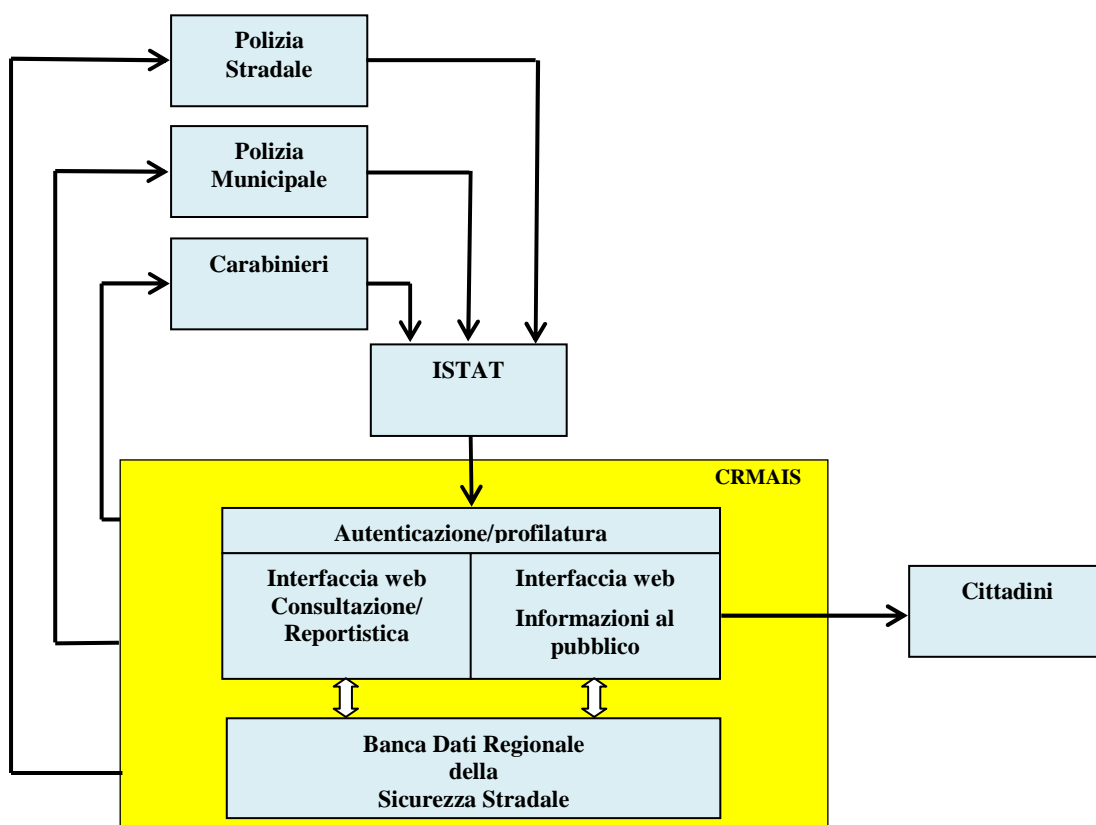 Polizia
Stradale
Polizia
Municipale
Carabinieri
ISTAT
CRMAIS
Autenticazione/profilatura
Interfaccia web
Consultazione/
Reportistica
Interfaccia web
Informazioni al
pubblico
Cittadini
Banca Dati Regionale
della
Sicurezza Stradale